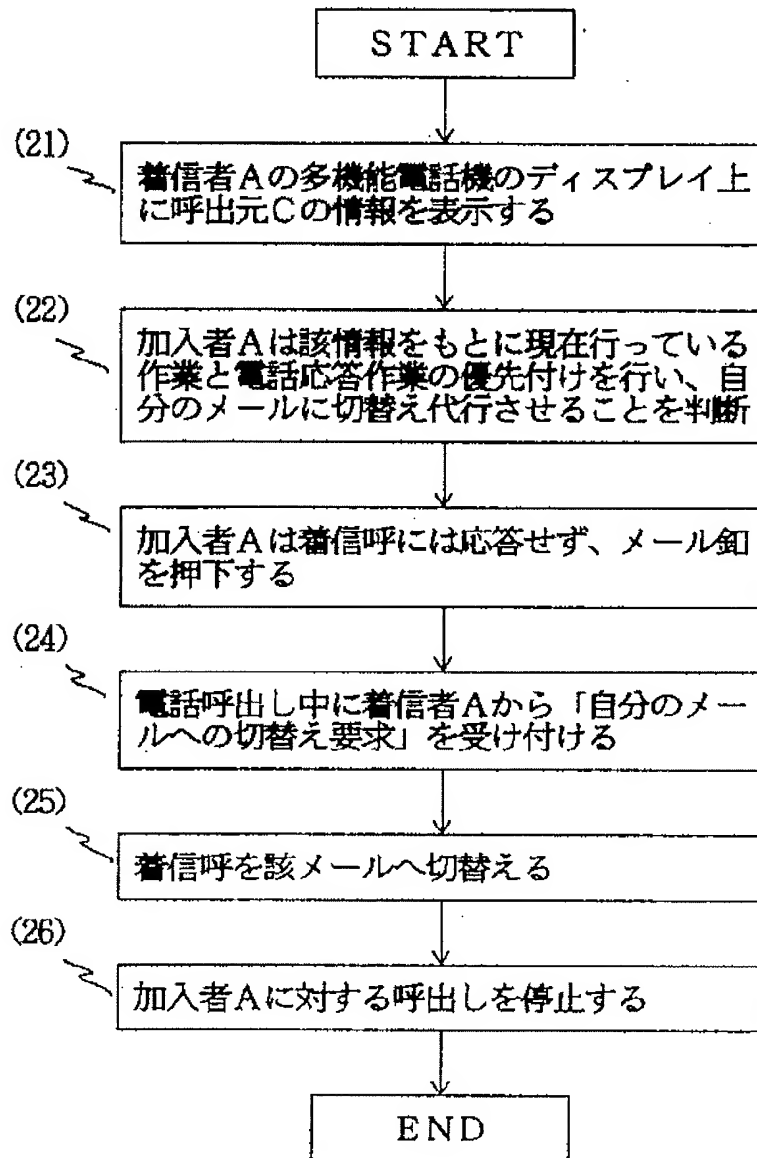 START
(21)
着信者Aの多機能電話機のディスプレイ上
に呼出元Cの情報を表示する
(22)
加入者Aは該情報をもとに現在行っている
作業と電話応答作業の優先付けを行い、自
分のメールに切替え代行させることを判断
(23)
加入者Aは着信呼には応答せず、メール釦
を押下する
(24)
電話呼出し中に着信者Aから「自分のメー
ルへの切替え要求」を受け付ける
(25)
着信呼を該メールへ切替える
(26)
加入者Aに対する呼出しを停止する
END